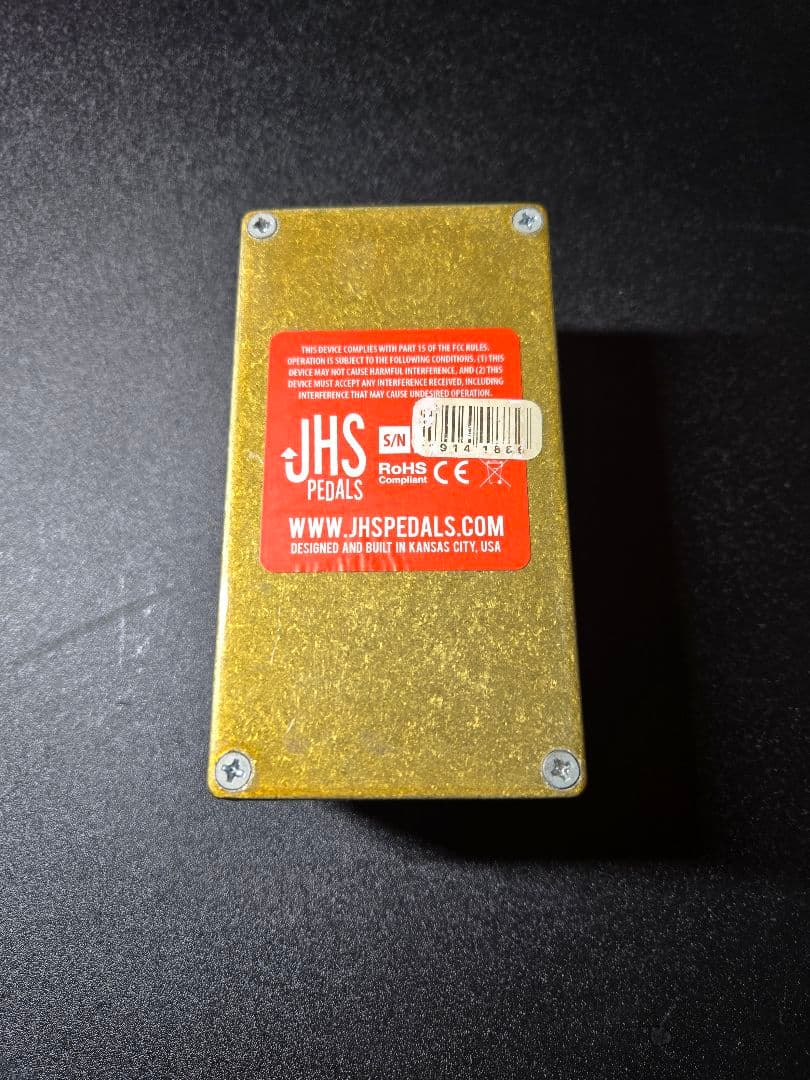 THIS DEVICE COMPLIES WITH PART 15 OF THE FCC RULES.
OPERATION IS SUBJECT TO THE FOLLOWING CONDITIONS. (1) THIS
DEVICE MAY NOT CAUSE HARMFUL INTERFERENCE, AND (2) THIS
DEVICE MUST ACCEPT ANY INTERFERENCE RECEIVED, INCLUDING
INTERFERENCE THAT MAY CAUSE UNDESIRED OPERATION.
JHS
PEDALS
S/N
RoHS
Compliant
CE
WWW.JHSPEDALS.COM
DESIGNED AND BUILT IN KANSAS CITY, USA